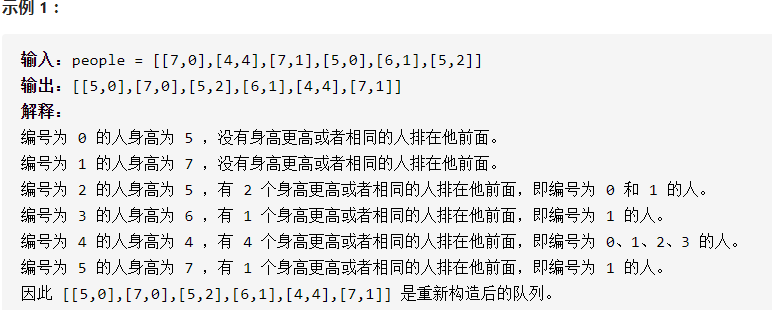 示例 1：
输入：people = [[7,0],[4,4],[7,1],[5,0],[6,1],[5,2]]
输出：[[5,0],[7,0],[5,2],[6,1],[4,4],[7,1]]
解释：
编号为 0 的人身高为 5 ，没有身高更高或者相同的人排在他前面。
编号为 1 的人身高为 7 ，没有身高更高或者相同的人排在他前面。
编号为 2 的人身高为 5 ，有 2 个身高更高或者相同的人排在他前面，即编号为 0 和 1 的人。
编号为 3 的人身高为 6 ，有 1 个身高更高或者相同的人排在他前面，即编号为 1 的人。
编号为 4 的人身高为 4 ，有 4 个身高更高或者相同的人排在他前面，即编号为 0、1、2、3 的人。
编号为 5 的人身高为 7 ，有 1 个身高更高或者相同的人排在他前面，即编号为 1 的人。
因此 [[5,0],[7,0],[5,2],[6,1],[4,4],[7,1]] 是重新构造后的队列。